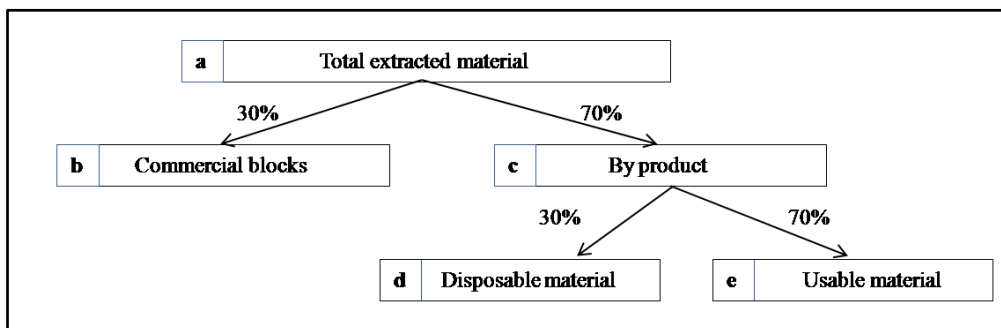 a Total extracted material
30% 70%
b Commercial blocks c By product
30% 70%
d Disposable material e Usable material